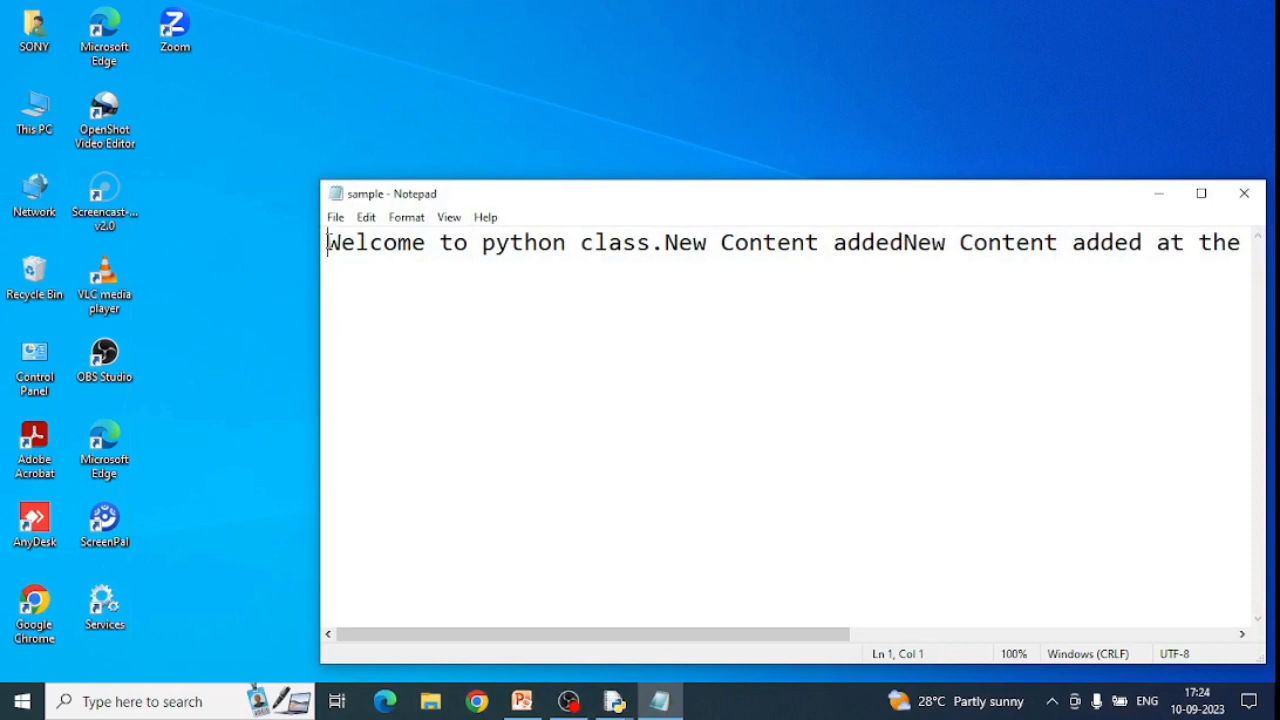 SONY
Microsoft
Edge
Zoom
This PC
OpenShot
Video Editor
Network
Screencast-...
v2.0
Recycle Bin
VLC media
player
Control
Panel
OBS Studio
Adobe
Acrobat
Microsoft
Edge
AnyDesk
ScreenPal
Google
Chrome
Services
sample - Notepad
File Edit Format View Help
Welcome to python class.New Content addedNew Content added at the
Ln 1, Col 1 100% Windows (CRLF) UTF-8
Type here to search
28°C Partly sunny
ENG
17:24
10-09-2023